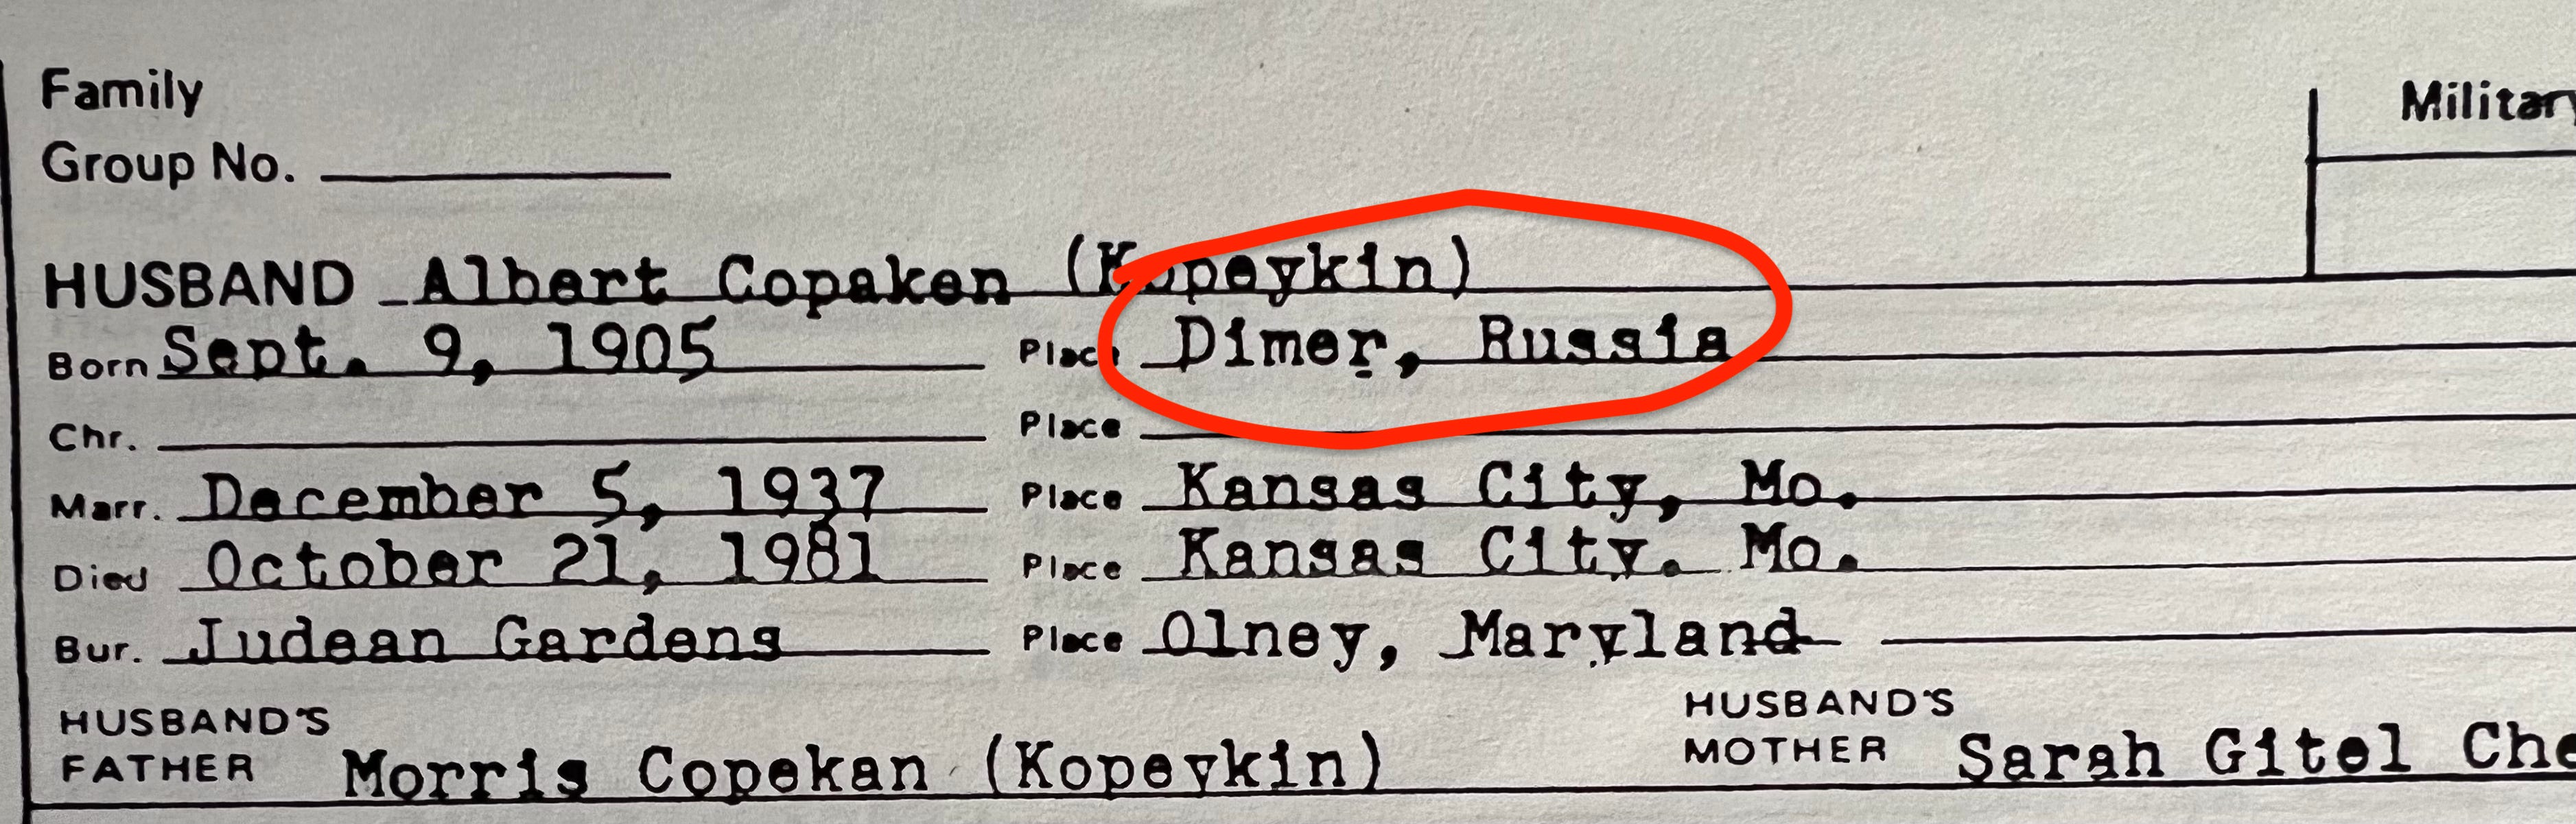 Family
Group No.
Military
HUSBAND Albert Copaken (Kopeykin)
Born Sept. 9, 1905 Place Dimer, Russia
Chr. Place
Marr. December 5, 1937 Place Kansas City, Mo.
Died October 21, 1981 Place Kansas City. Mo.
Bur. Judean Gardens Place Olney, Maryland
HUSBAND'S
FATHER Morris Copekan (Kopeykin)
HUSBAND'S
MOTHER Sarah Gitel Che